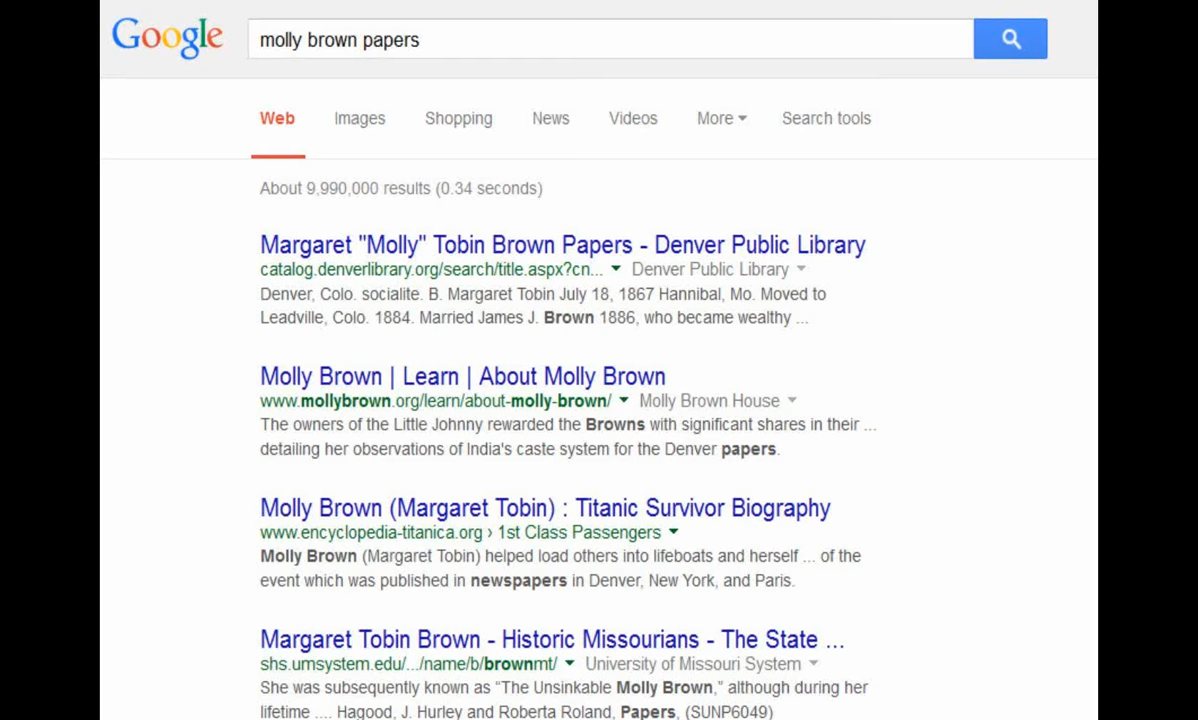 Google molly brown papers
Web Images Shopping News Videos More Search tools
About 9,990,000 results (0.34 seconds)
Margaret "Molly" Tobin Brown Papers - Denver Public Library
catalog.denverlibrary.org/search/title.aspx?cn... Denver Public Library
Denver, Colo. socialite. B. Margaret Tobin July 18, 1867 Hannibal, Mo. Moved to
Leadville, Colo. 1884. Married James J. Brown 1886, who became wealthy ...
Molly Brown | Learn | About Molly Brown
www.mollybrown.org/learn/about-molly-brown/ Molly Brown House
The owners of the Little Johnny rewarded the Browns with significant shares in their ...
detailing her observations of India's caste system for the Denver papers.
Molly Brown (Margaret Tobin) : Titanic Survivor Biography
www.encyclopedia-titanica.org › 1st Class Passengers
Molly Brown (Margaret Tobin) helped load others into lifeboats and herself ... of the
event which was published in newspapers in Denver, New York, and Paris.
Margaret Tobin Brown - Historic Missourians - The State ...
shs.umsystem.edu/.../name/b/brownmt/ University of Missouri System
She was subsequently known as “The Unsinkable Molly Brown,” although during her
lifetime .... Hagood, J. Hurley and Roberta Roland, Papers, (SUNP6049)